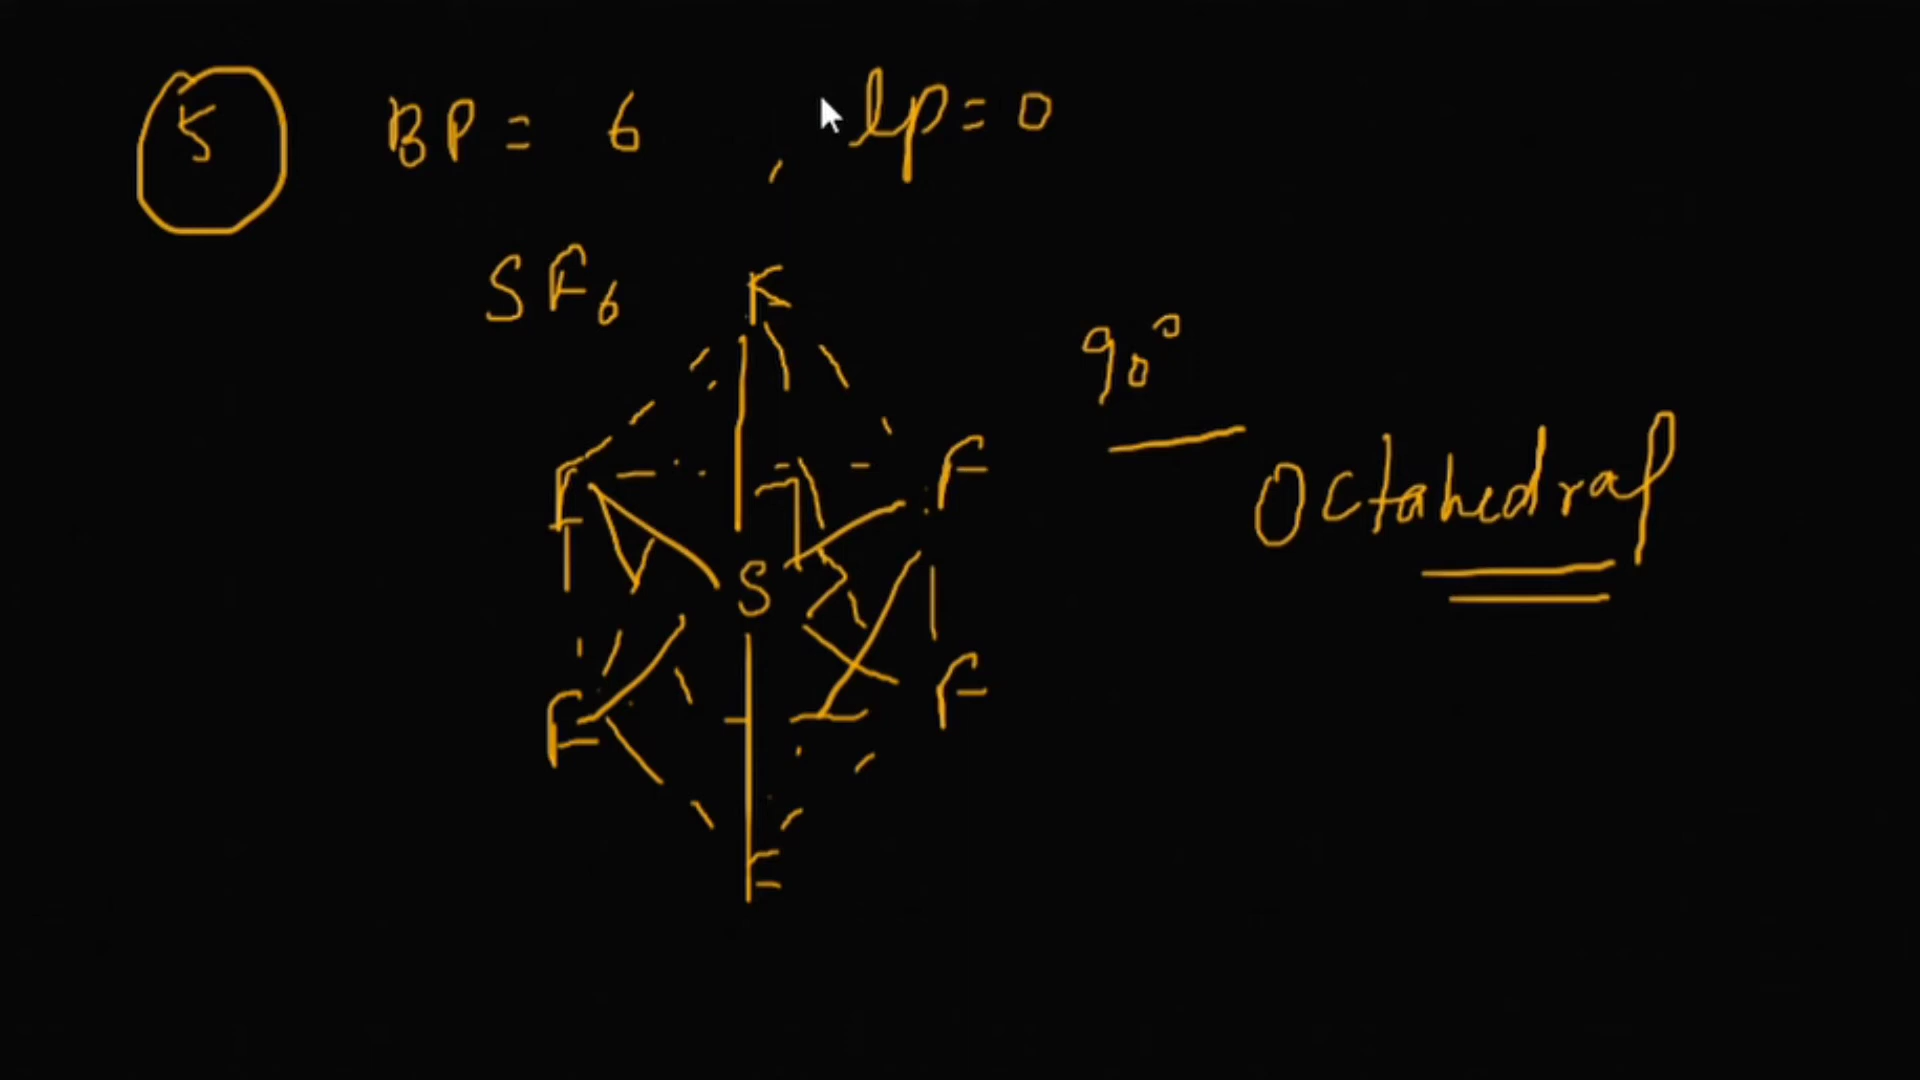 5 BP = 6 , lp = 0
SF₆
F
90°
F F
Octahedral
S
F F
F